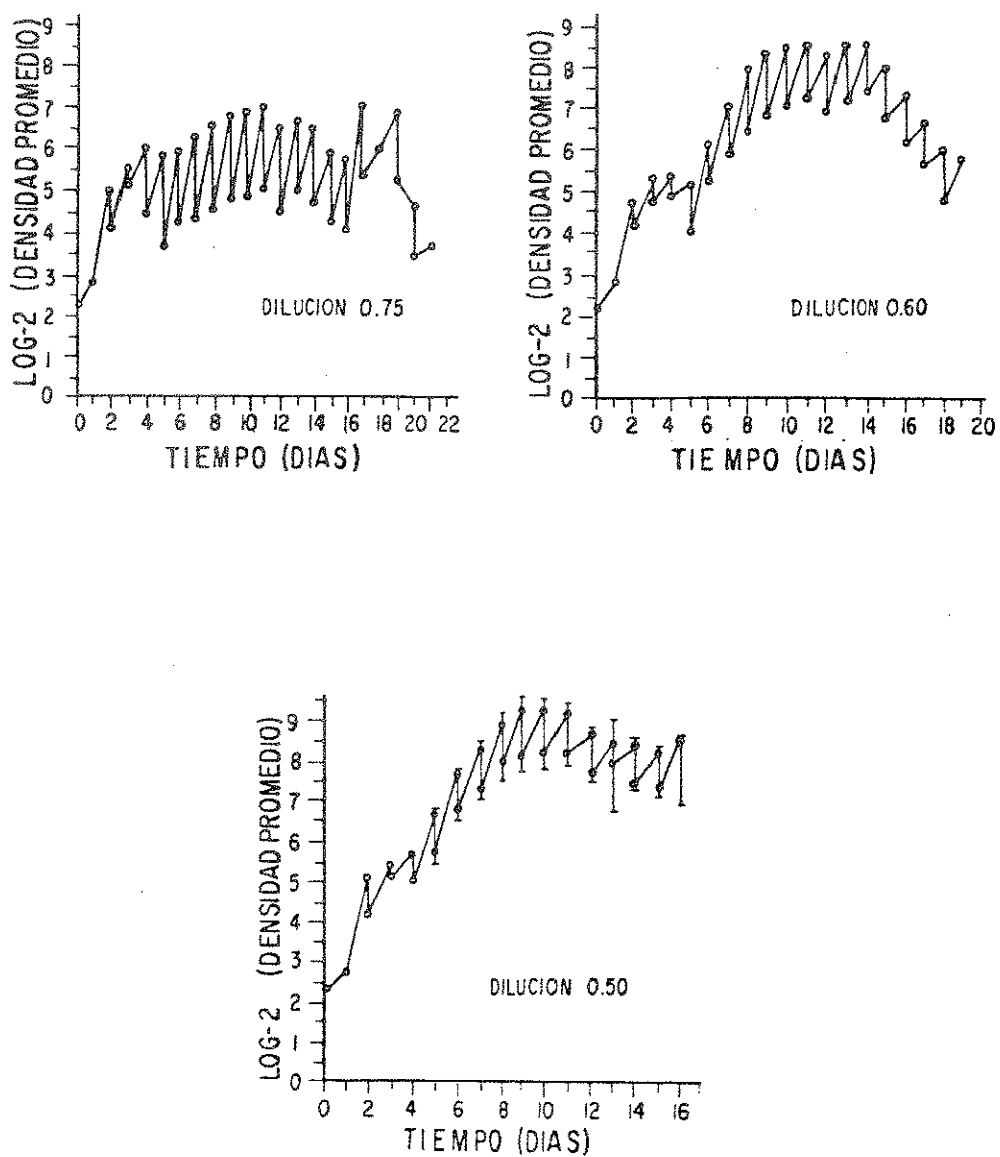 LOG-2 (DENSIDAD PROMEDIO)
9
8
7
6
5
4
3
2
1
0
DILUCION 0.75
0 2 4 6 8 10 12 14 16 18 20 22
TIEMPO (DIAS)
LOG-2 (DENSIDAD PROMEDIO)
9
8
7
6
5
4
3
2
1
0
DILUCION 0.60
0 2 4 6 8 10 12 14 16 18 20
TIEMPO (DIAS)
LOG-2 (DENSIDAD PROMEDIO)
9
8
7
6
5
4
3
2
1
0
DILUCION 0.50
0 2 4 6 8 10 12 14 16
TIEMPO (DIAS)